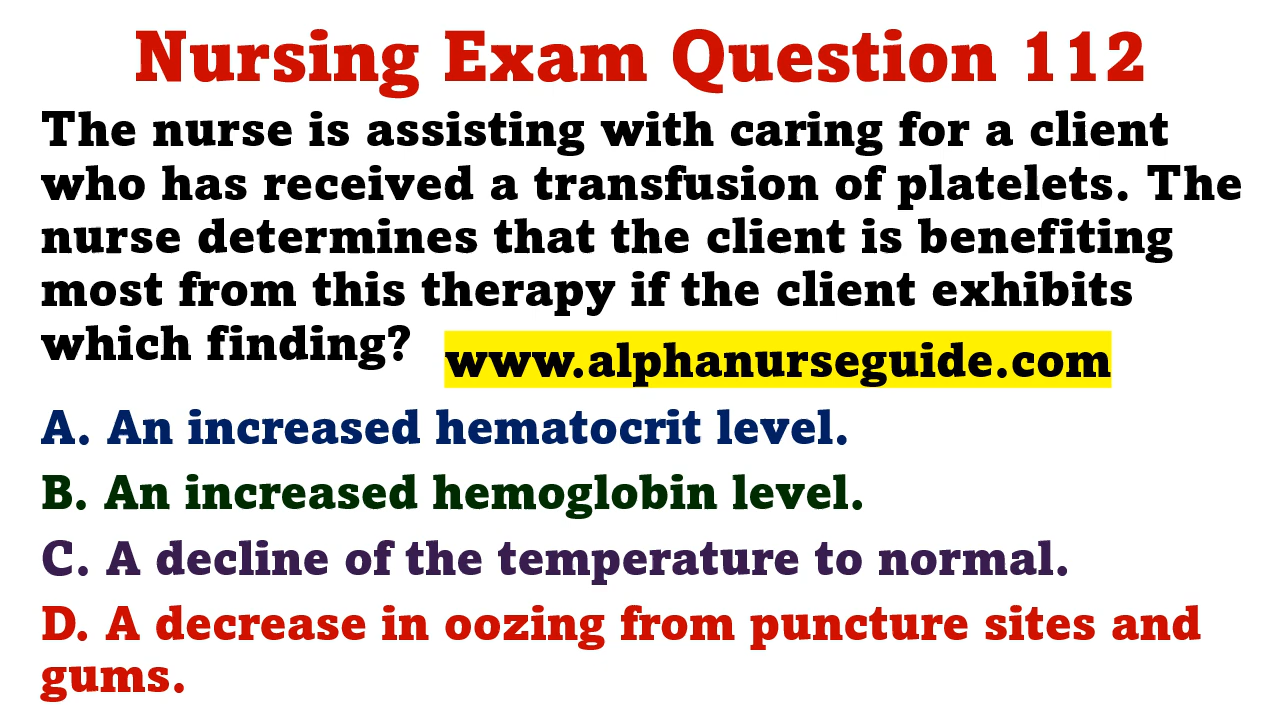 Nursing Exam Question 112
The nurse is assisting with caring for a client
who has received a transfusion of platelets. The
nurse determines that the client is benefiting
most from this therapy if the client exhibits
which finding? www.alphanurseguide.com
A. An increased hematocrit level.
B. An increased hemoglobin level.
C. A decline of the temperature to normal.
D. A decrease in oozing from puncture sites and
gums.